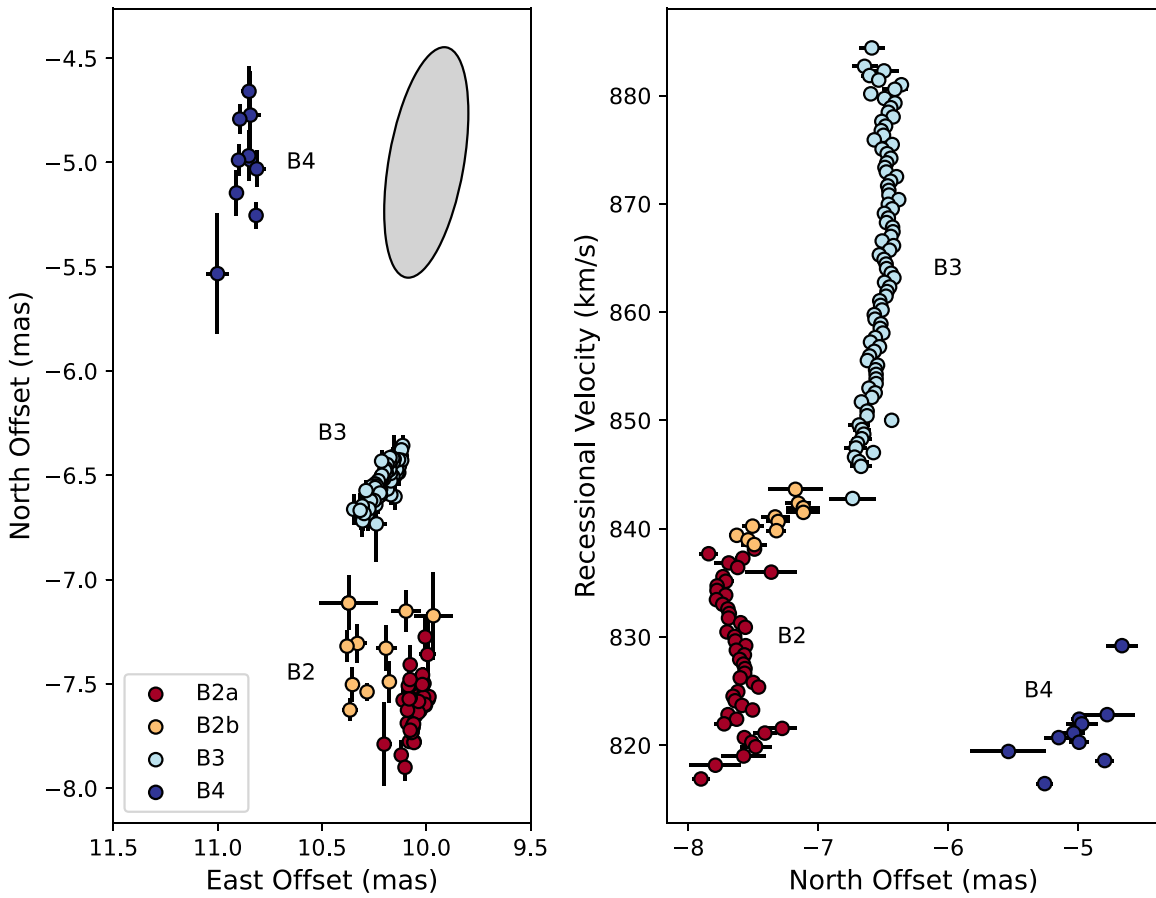 −4.5
−5.0
−5.5
−6.0
−6.5
−7.0
−7.5
−8.0
North Offset (mas)
B4
B3
B2
B2a
B2b
B3
B4
11.5
11.0
10.5
10.0
9.5
East Offset (mas)
880
870
860
850
840
830
820
Recessional Velocity (km/s)
B3
B2
B4
−8
−7
−6
−5
North Offset (mas)